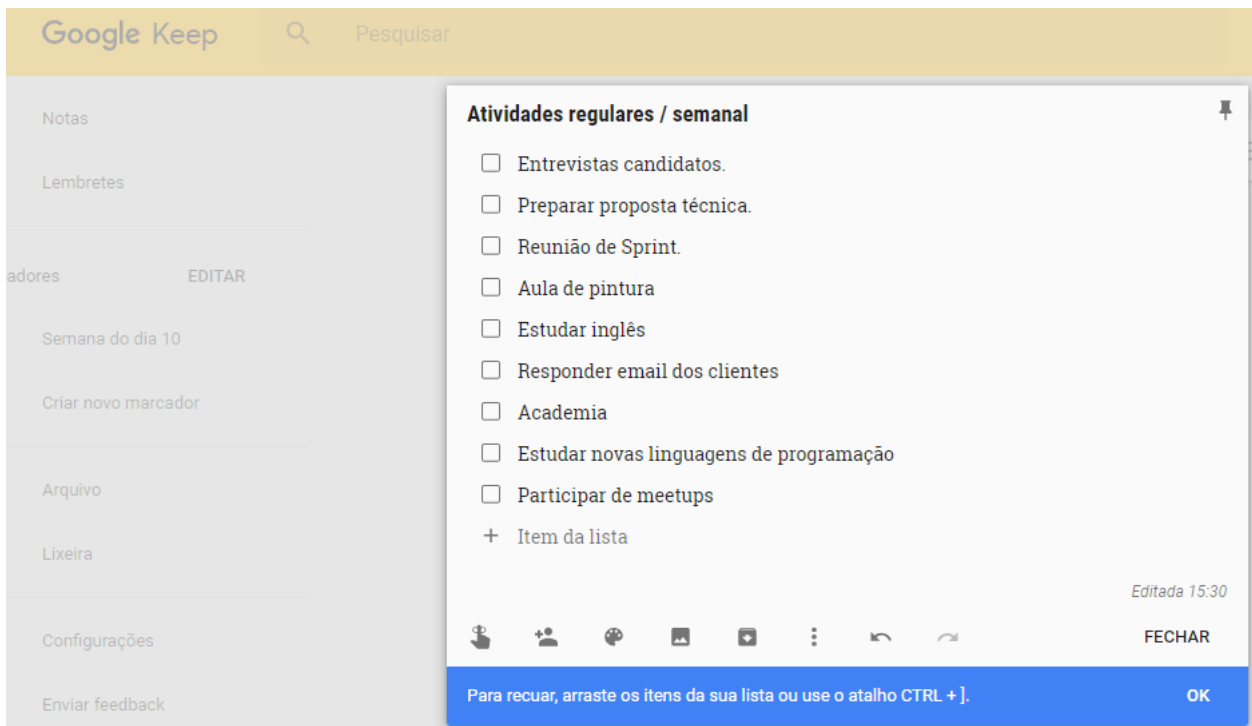 Google Keep
Pesquisar
Notas
Lembretes
adores EDITAR
Semana do dia 10
Criar novo marcador
Arquivo
Lixeira
Configurações
Enviar feedback
Atividades regulares / semanal
Entrevistas candidatos.
Preparar proposta técnica.
Reunião de Sprint.
Aula de pintura
Estudar inglês
Responder email dos clientes
Academia
Estudar novas linguagens de programação
Participar de meetups
+ Item da lista
Editada 15:30
FECHAR
Para recuar, arraste os itens da sua lista ou use o atalho CTRL + ]. OK